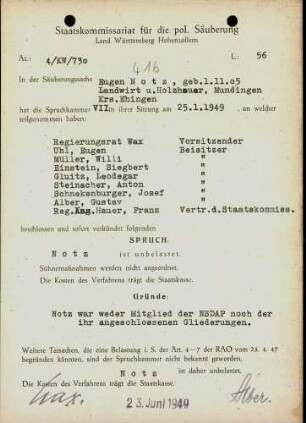 Staatskommissariat für die pol. Säuberung
Land Württemberg Hohenzollern
Az.: 4/KW/730 L: 56
416
In der Säuberungssache Eugen Notz, geb.1.11.05
Landwirt u.Holzhauer, Mundingen
Krs.Ehingen
hat die Spruchkammer VII in ihrer Sitzung am 25.1.1949 , an welcher
teilgenommen haben:
Regierungsrat Wax Vorsitzender
Uhl, Eugen Beisitzer
Müller, Willi "
Einstein, Siegbert "
Gluitz, Leodegar "
Steinacher, Anton "
Schnekenburger, Josef "
Alber, Gustav "
Reg.Ang.Hauer, Franz Vertr.d.Staatskommiss.
beschlossen und sofort verkündet folgenden
SPRUCH:
Notz ist unbelastet.
Sühnemaßnahmen werden nicht angeordnet.
Die Kosten des Verfahrens trägt die Staatskasse.
Gründe:
Notz war weder Mitglied der NSDAP noch der
ihr angeschlossenen Gliederungen.
Weitere Tatsachen, die eine Belastung i. S. der Art. 4—7 der RAO vom 25. 4. 47
begründen könnten, sind der Spruchkammer nicht bekannt geworden.
Notz ist daher unbelastet.
Die Kosten des Verfahrens trägt die Staatskasse.
Wax. 23. Juni 1949 Alber.